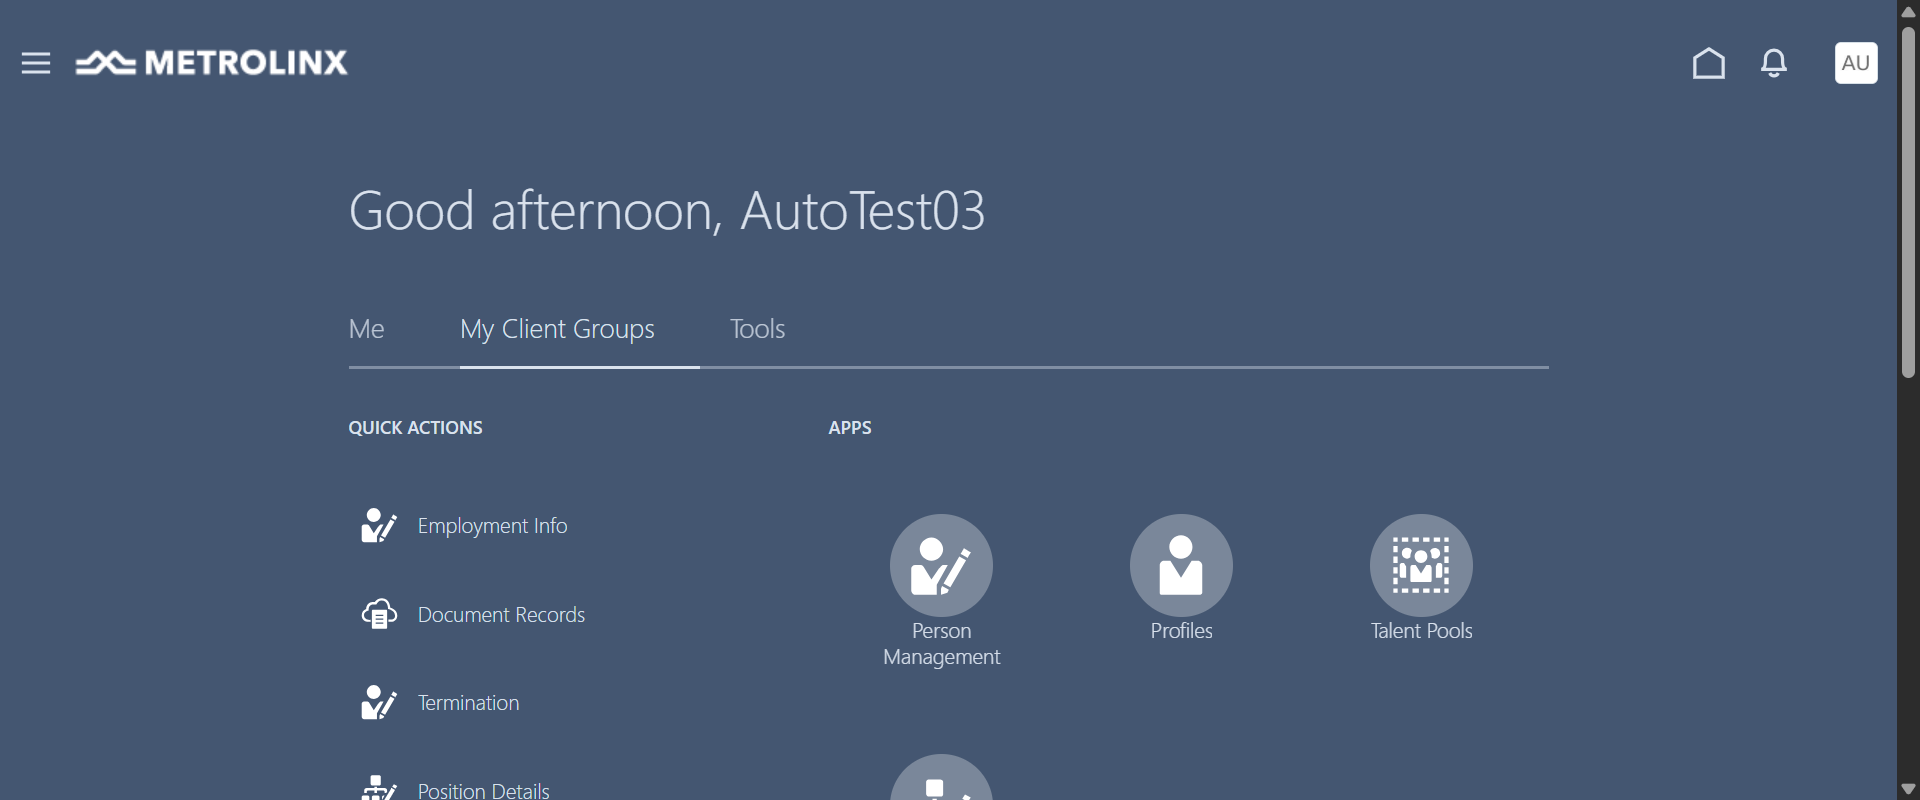 METROLINX
AU
Good afternoon, AutoTest03
Me
My Client Groups
Tools
QUICK ACTIONS
APPS
Employment Info
Document Records
Termination
Position Details
Person
Management
Profiles
Talent Pools